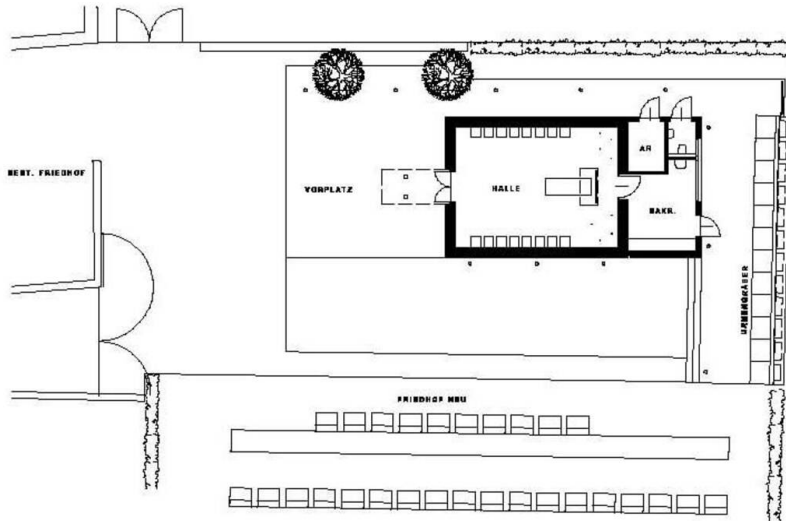 AR
BEST. FRIEDHOF
VORPLATZ
HALLE
SAKR.
URNENGRÄBER
FRIEDHOF NEU